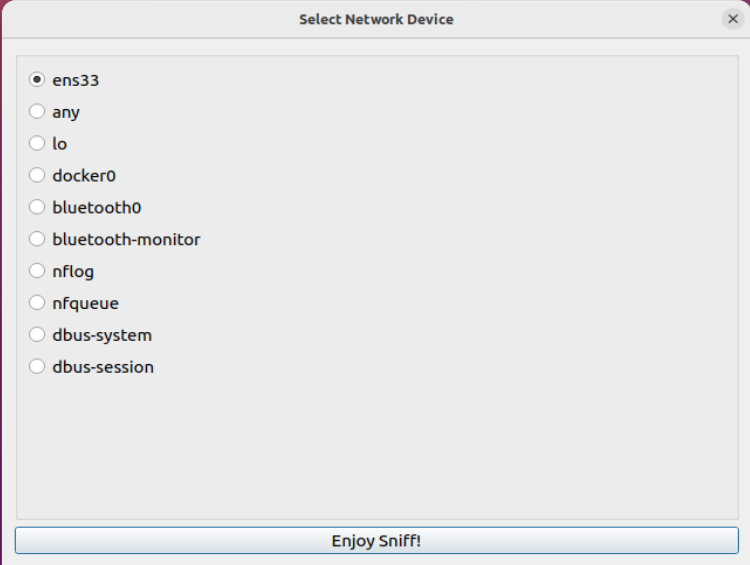 Select Network Device
ens33
any
lo
docker0
bluetooth0
bluetooth-monitor
nflog
nfqueue
dbus-system
dbus-session
Enjoy Sniff!